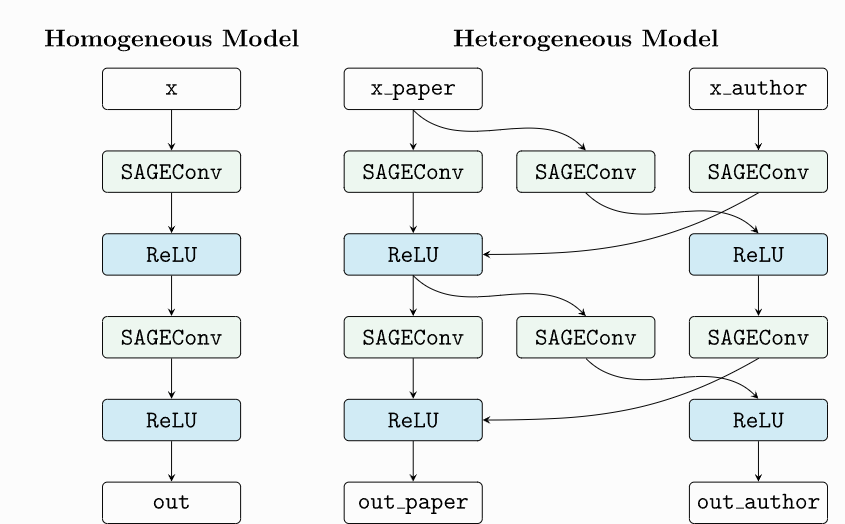 Homogeneous Model
Heterogeneous Model
x
x_paper
x_author
SAGEConv
SAGEConv
SAGEConv
SAGEConv
ReLU
ReLU
ReLU
SAGEConv
SAGEConv
SAGEConv
SAGEConv
ReLU
ReLU
ReLU
out
out_paper
out_author